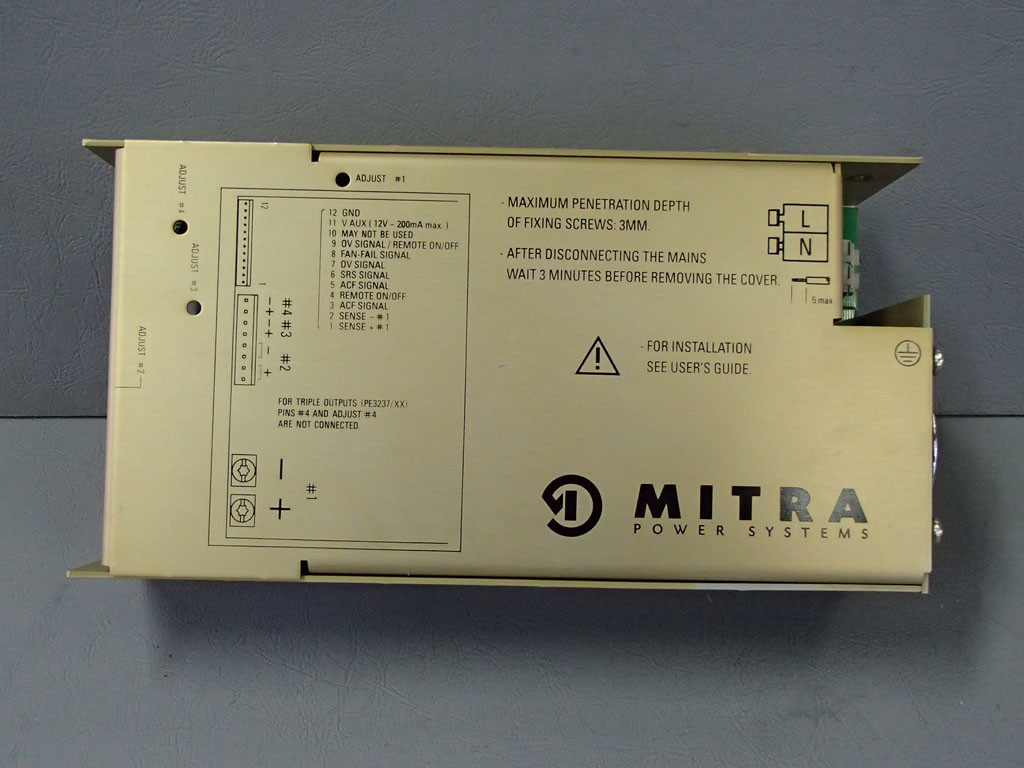 ADJUST #1
ADJUST #4
ADJUST #3
ADJUST #2
12
1
12 GND
11 V AUX ( 12V - 200mA max. )
10 MAY NOT BE USED
9 0V SIGNAL / REMOTE ON/OFF
8 FAN-FAIL SIGNAL
7 0V SIGNAL
6 SRS SIGNAL
5 ACF SIGNAL
4 REMOTE ON/OFF
3 ACF SIGNAL
2 SENSE - #1
1 SENSE + #1
- + - +
#4 #3
- +
#2
FOR TRIPLE OUTPUTS (PE3237/XX)
PINS #4 AND ADJUST #4
ARE NOT CONNECTED.
-
+
#1
- MAXIMUM PENETRATION DEPTH
OF FIXING SCREWS: 3MM.
- AFTER DISCONNECTING THE MAINS
WAIT 3 MINUTES BEFORE REMOVING THE COVER.
L
N
5 max
!
- FOR INSTALLATION
SEE USER'S GUIDE.
MITRA
POWER SYSTEMS